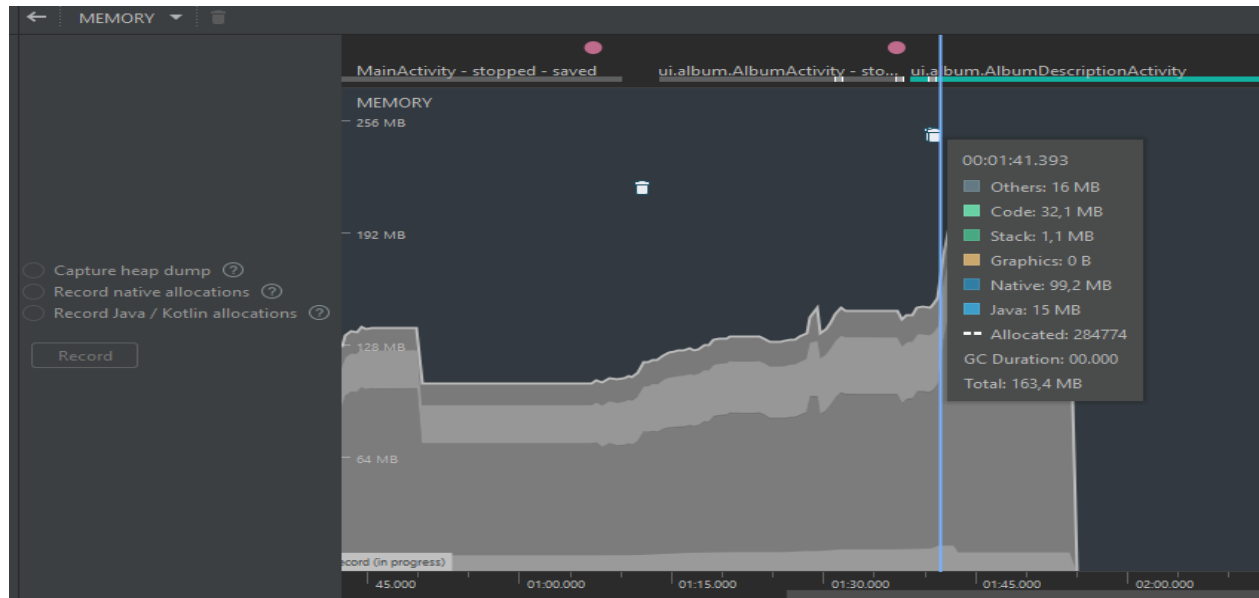 MEMORY
MainActivity - stopped - saved
ui.album.AlbumActivity - sto...
ui.album.AlbumDescriptionActivity
MEMORY
256 MB
192 MB
128 MB
64 MB
00:01:41.393
Others: 16 MB
Code: 32,1 MB
Stack: 1,1 MB
Graphics: 0 B
Native: 99,2 MB
Java: 15 MB
Allocated: 284774
GC Duration: 00.000
Total: 163,4 MB
Capture heap dump ?
Record native allocations ?
Record Java / Kotlin allocations ?
Record
ecord (in progress)
45.000
01:00.000
01:15.000
01:30.000
01:45.000
02:00.000